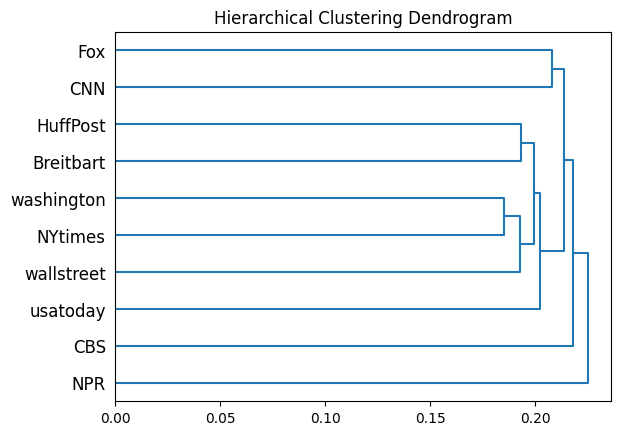 Hierarchical Clustering Dendrogram
Fox
CNN
HuffPost
Breitbart
washington
NYtimes
wallstreet
usatoday
CBS
NPR
0.00 0.05 0.10 0.15 0.20